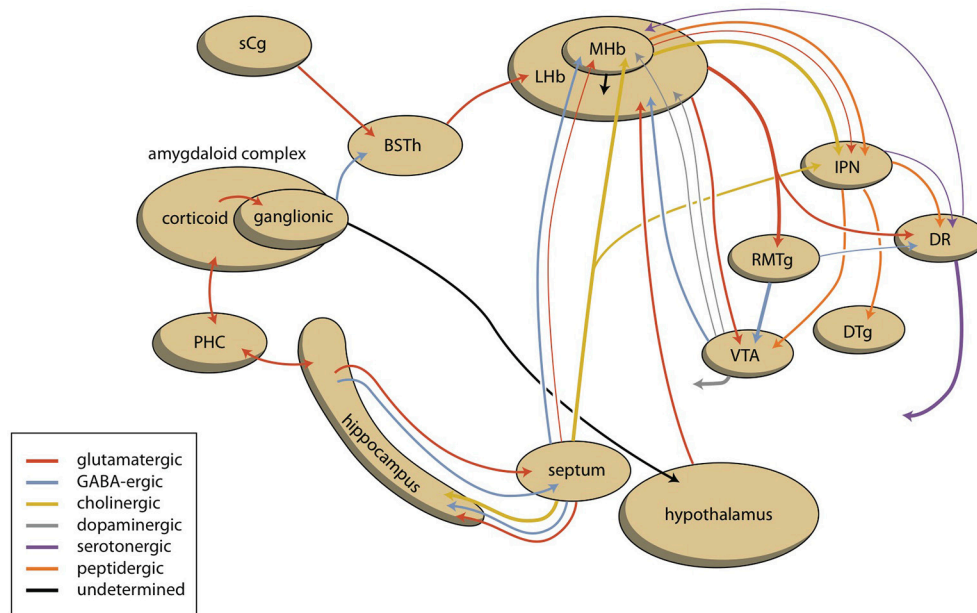 sCg
MHb
LHb
BSTh
amygdaloid complex
IPN
corticoid
ganglionic
DR
RMTg
PHC
DTg
VTA
hippocampus
septum
hypothalamus
glutamatergic
GABA-ergic
cholinergic
dopaminergic
serotonergic
peptidergic
undetermined